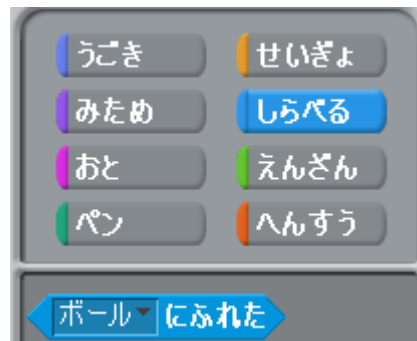 うごき せいぎょ
みため しらべる
おと えんざん
ペン へんすう
ボール にふれた